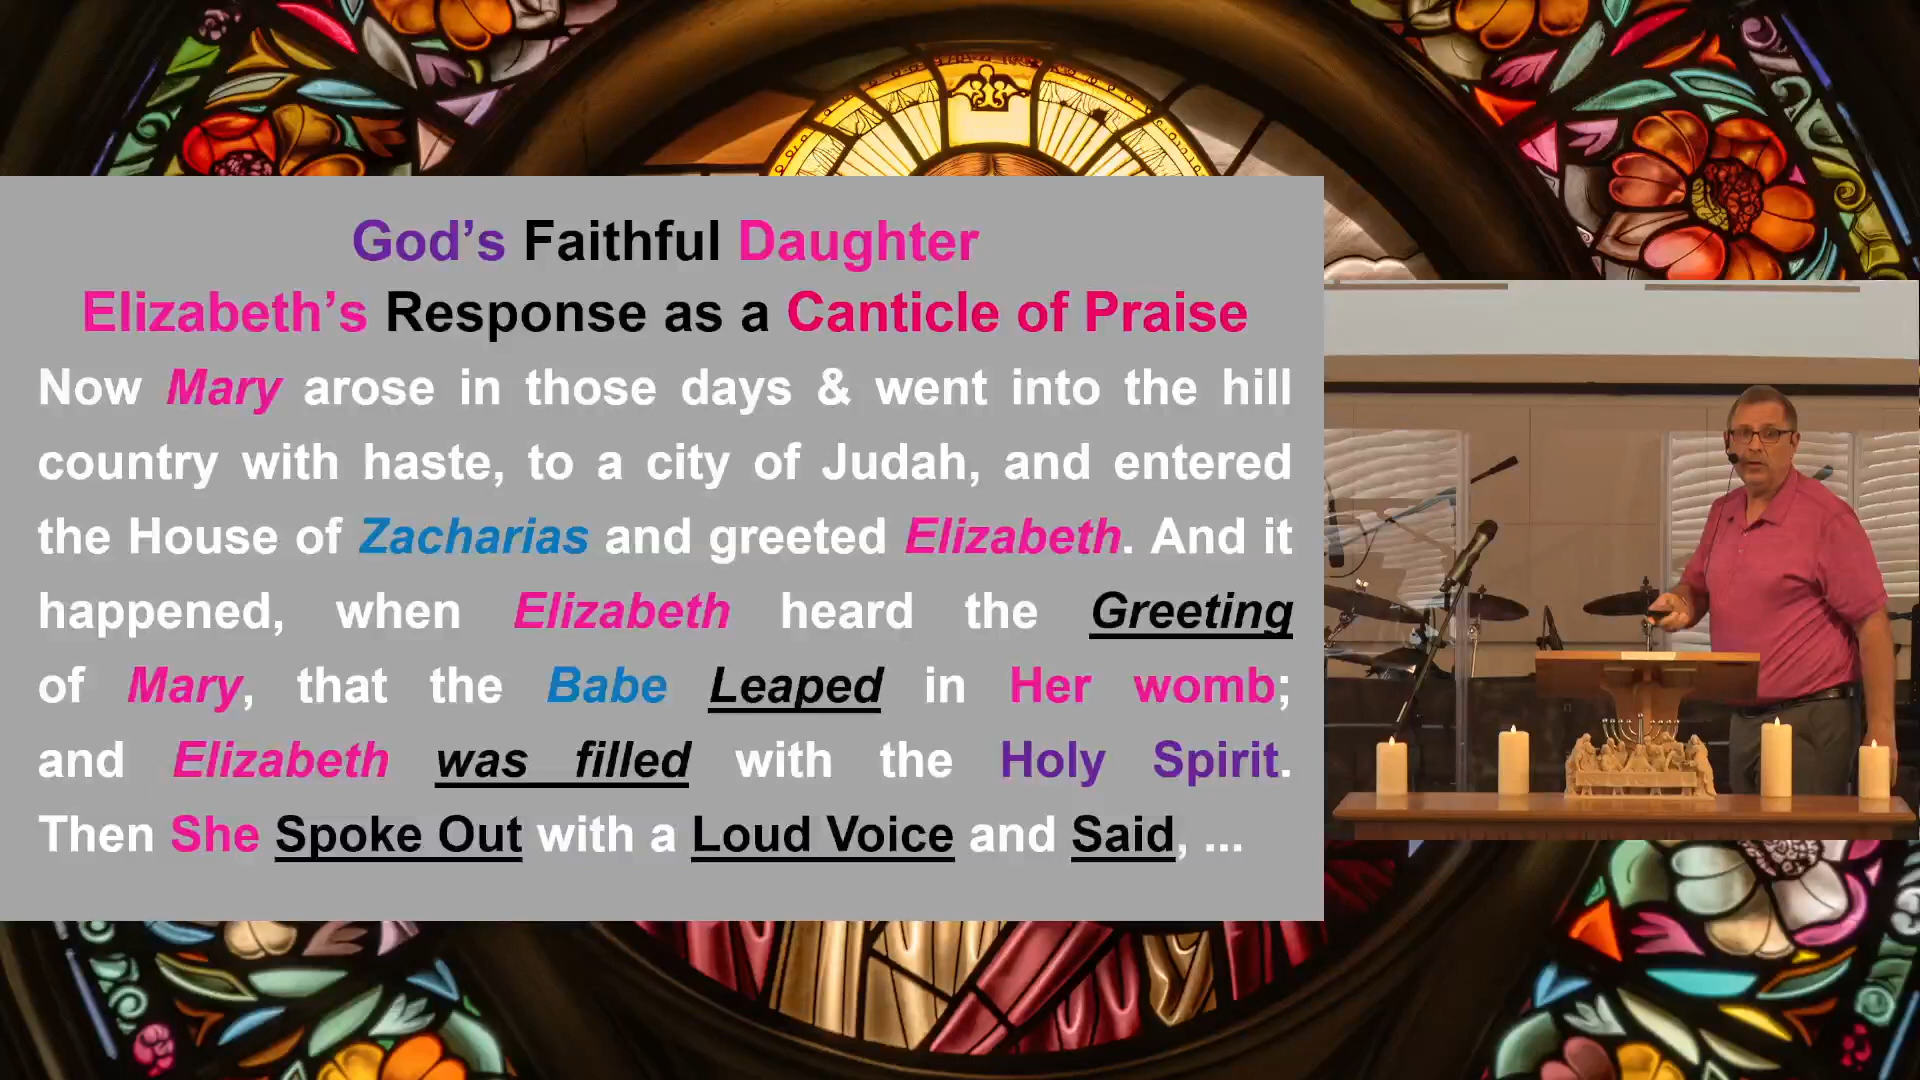 God’s Faithful Daughter
Elizabeth’s Response as a Canticle of Praise
Now Mary arose in those days & went into the hill
country with haste, to a city of Judah, and entered
the House of Zacharias and greeted Elizabeth. And it
happened, when Elizabeth heard the Greeting
of Mary, that the Babe Leaped in Her womb;
and Elizabeth was filled with the Holy Spirit.
Then She Spoke Out with a Loud Voice and Said, ...